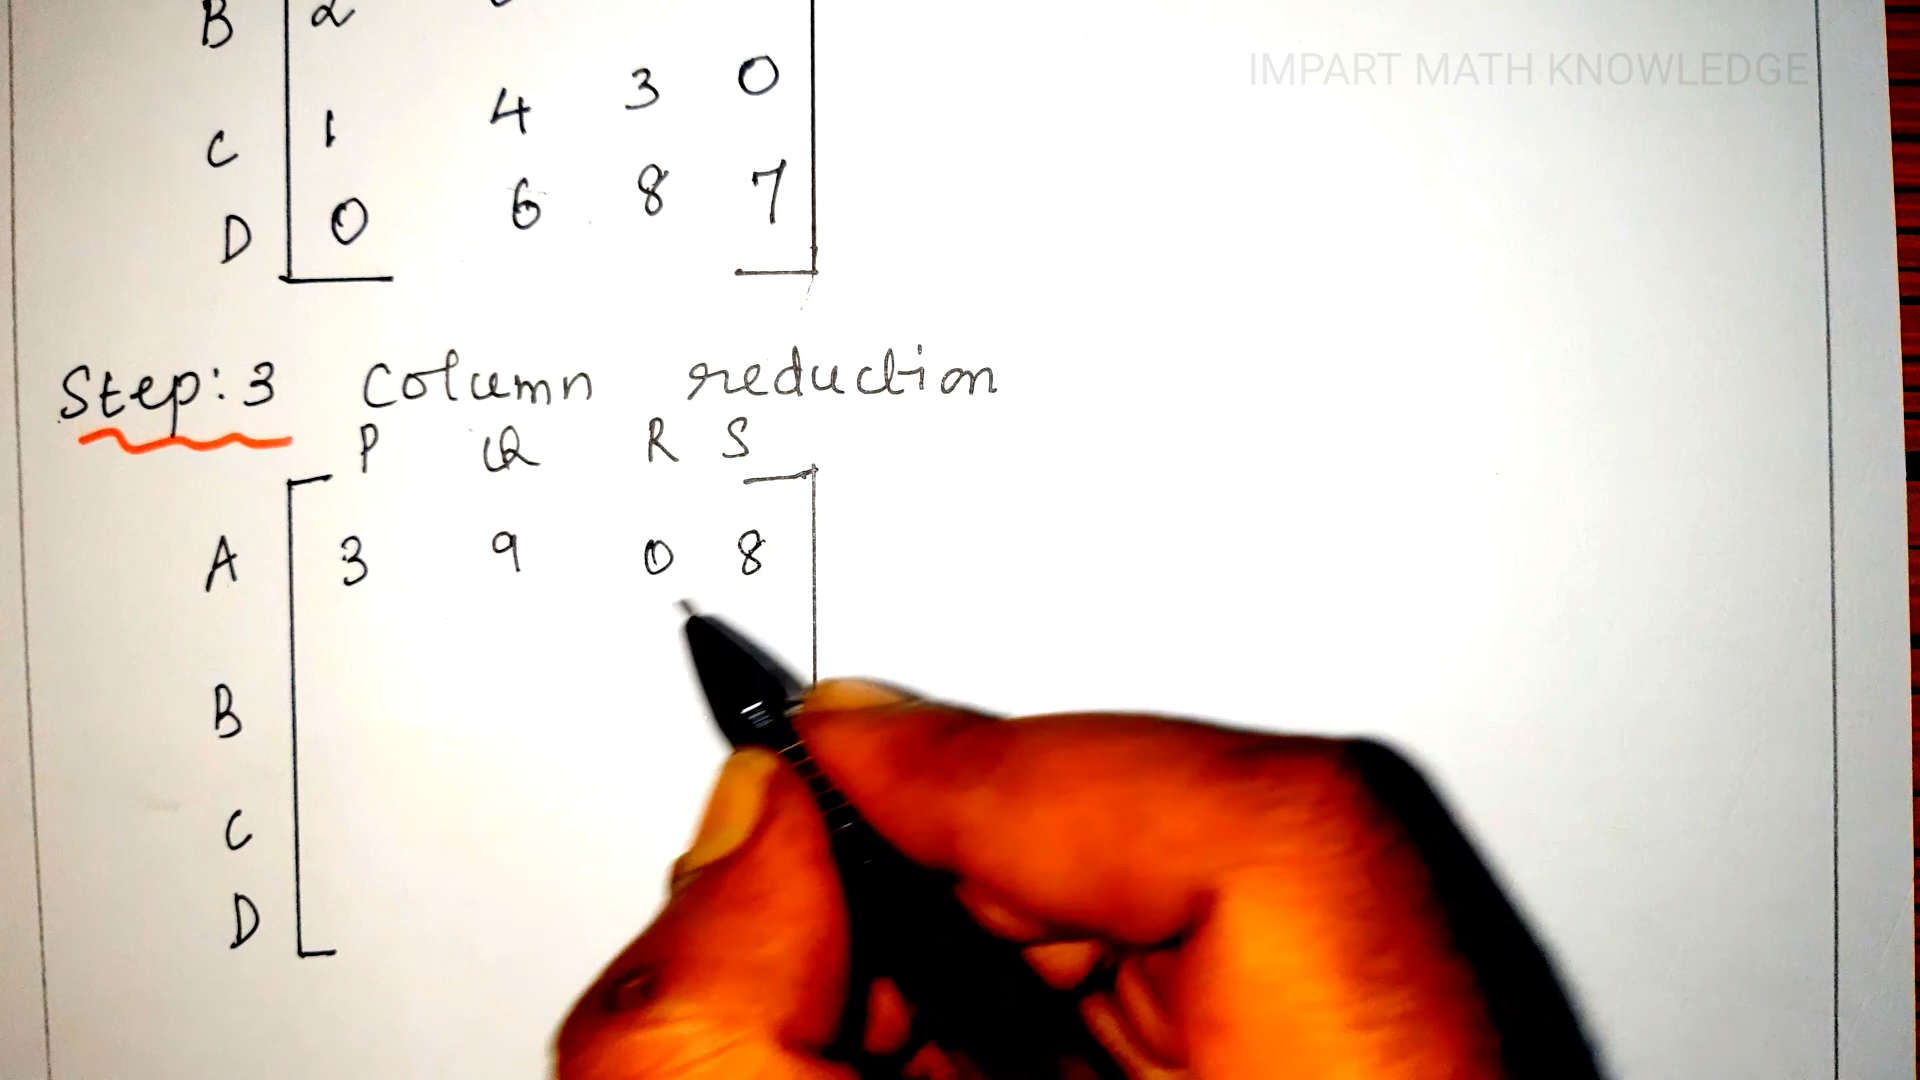 IMPART MATH KNOWLEDGE
B 2
C 1 4 3 0
D 0 6 8 7
Step:3 Column reduction
P Q R S
A 3 9 0 8
B
C
D